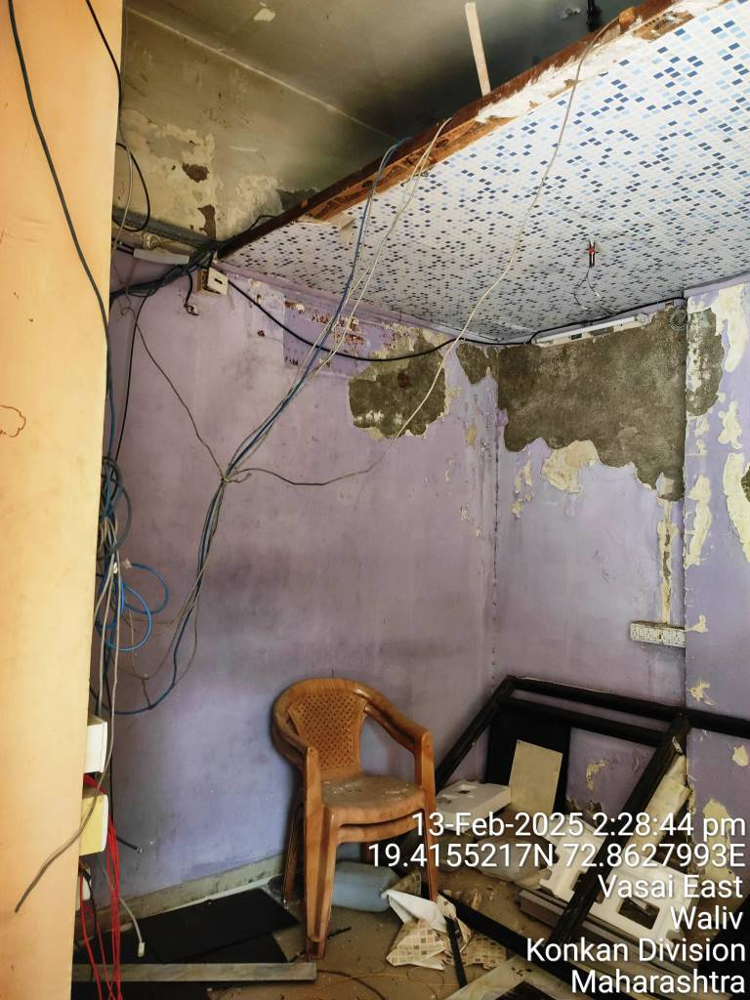 13-Feb-2025 2:28:44 pm
19.4155217N 72.8627993E
Vasai East
Waliv
Konkan Division
Maharashtra